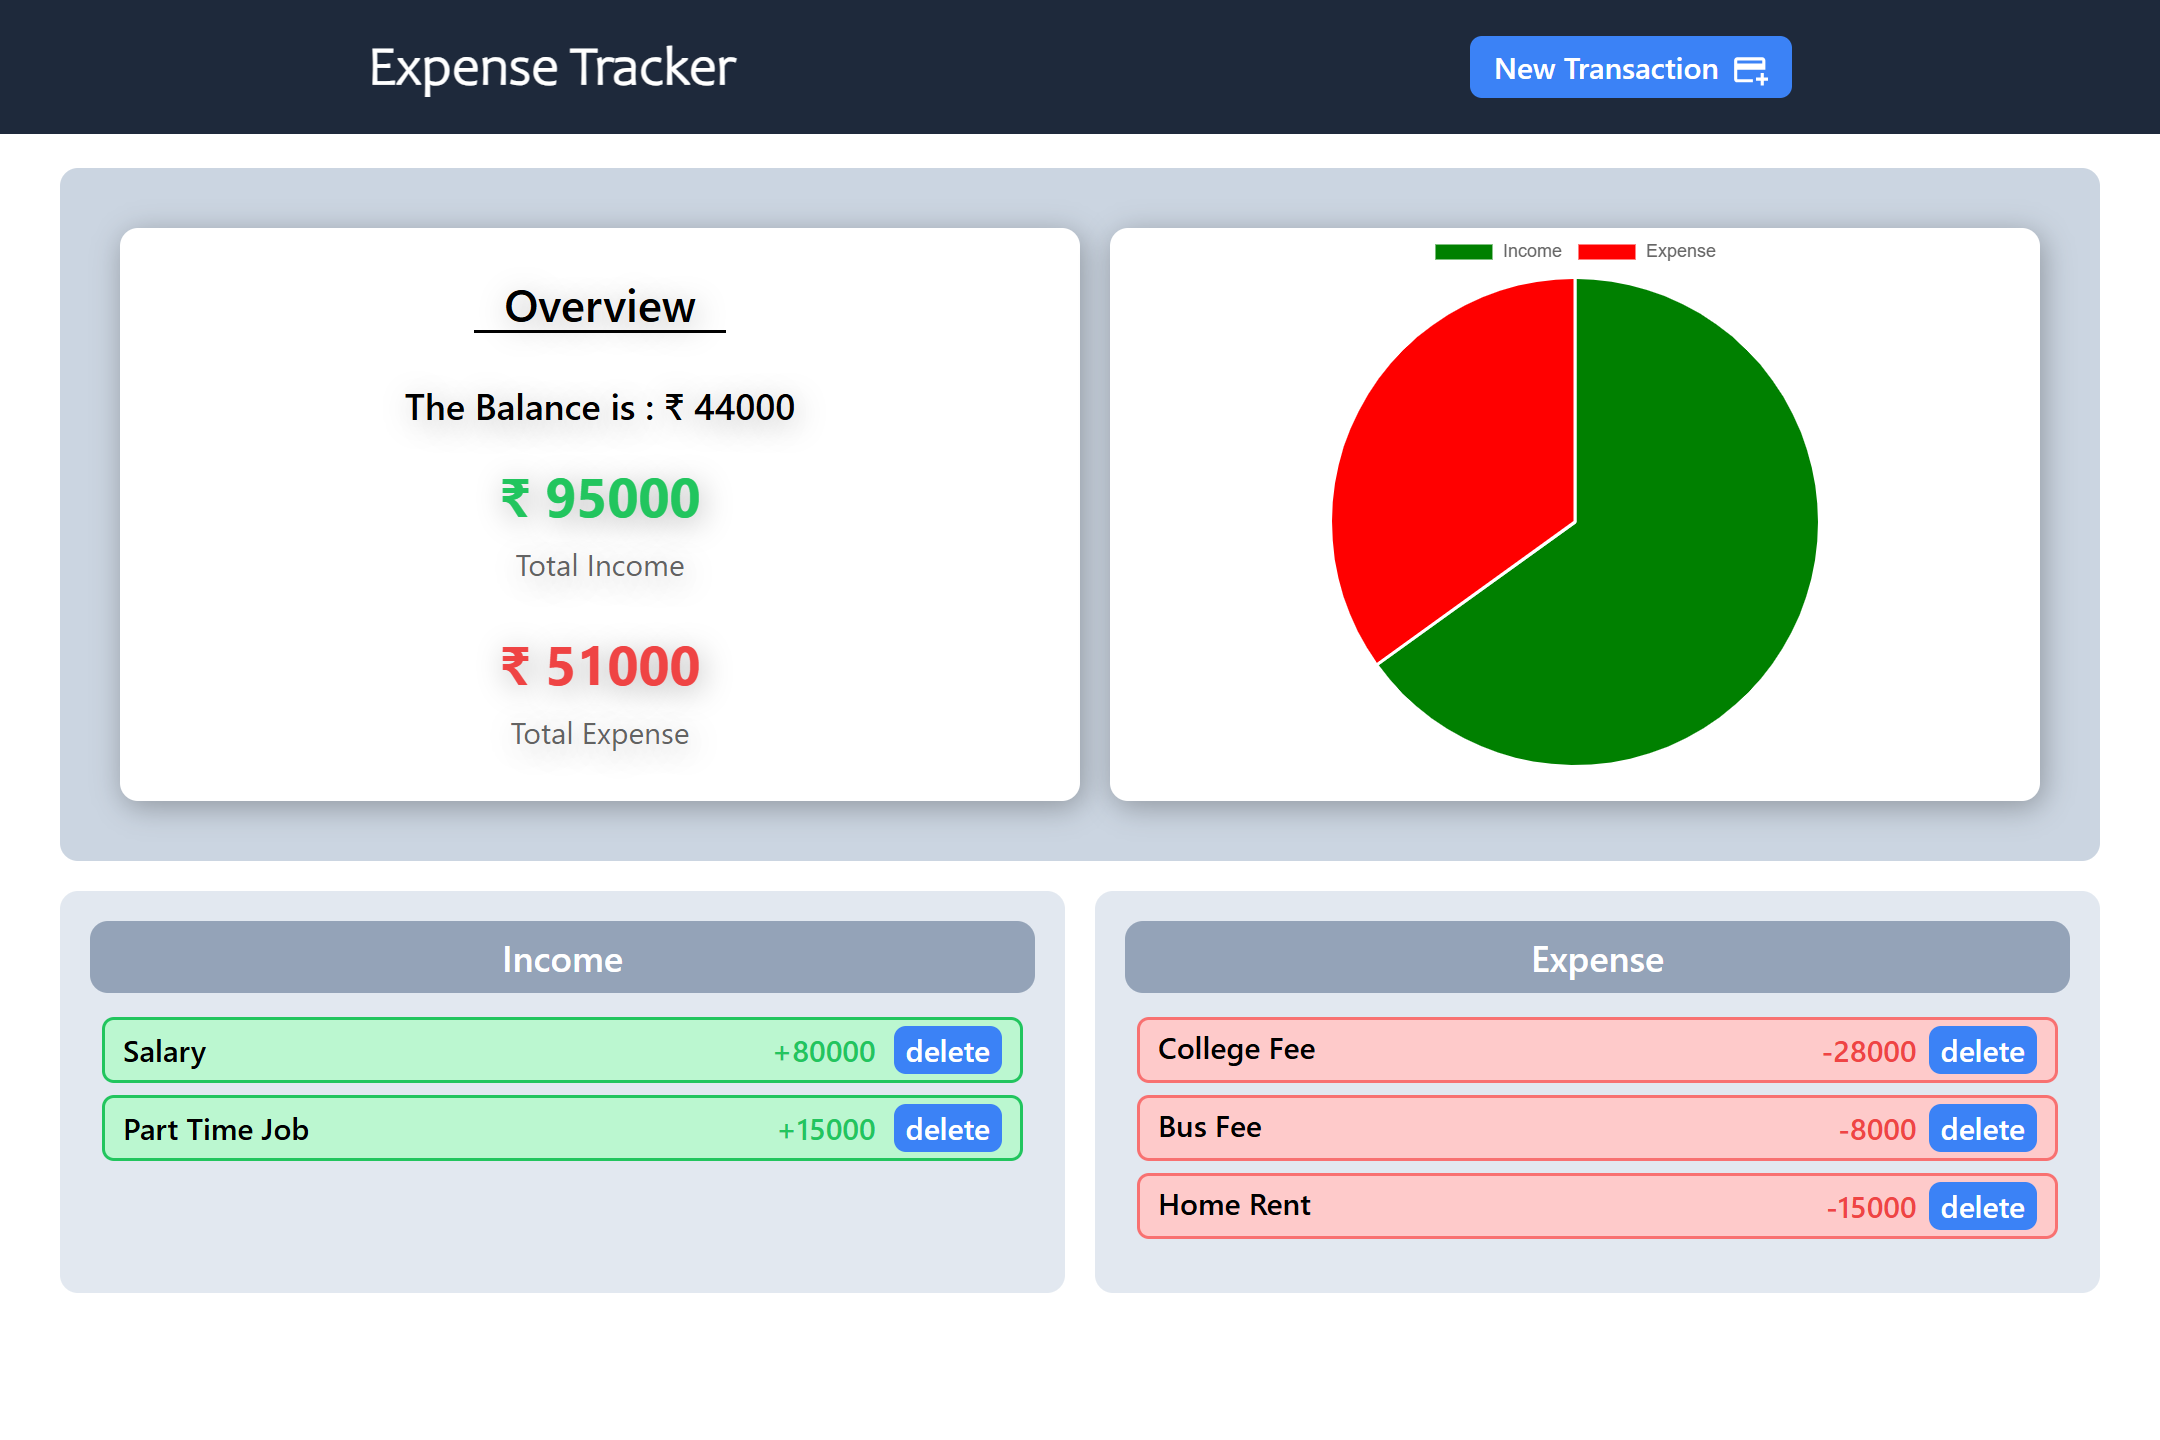 Expense Tracker
New Transaction
Overview
The Balance is : ₹ 44000
₹ 95000
Total Income
₹ 51000
Total Expense
Income Expense
Income
Salary +80000 delete
Part Time Job +15000 delete
Expense
College Fee -28000 delete
Bus Fee -8000 delete
Home Rent -15000 delete